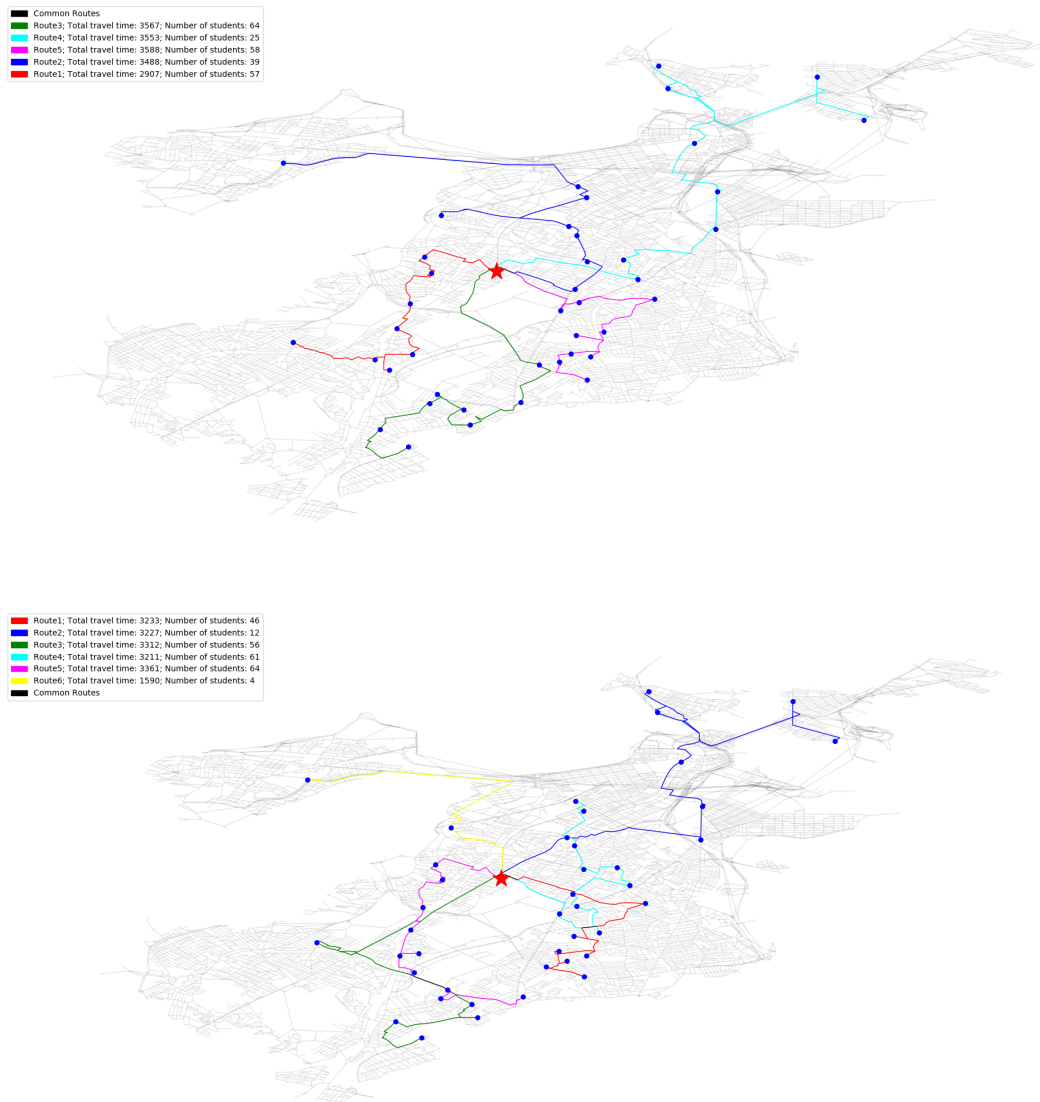 Common Routes
Route3; Total travel time: 3567; Number of students: 64
Route4; Total travel time: 3553; Number of students: 25
Route5; Total travel time: 3588; Number of students: 58
Route2; Total travel time: 3488; Number of students: 39
Route1; Total travel time: 2907; Number of students: 57
Route1; Total travel time: 3233; Number of students: 46
Route2; Total travel time: 3227; Number of students: 12
Route3; Total travel time: 3312; Number of students: 56
Route4; Total travel time: 3211; Number of students: 61
Route5; Total travel time: 3361; Number of students: 64
Route6; Total travel time: 1590; Number of students: 4
Common Routes